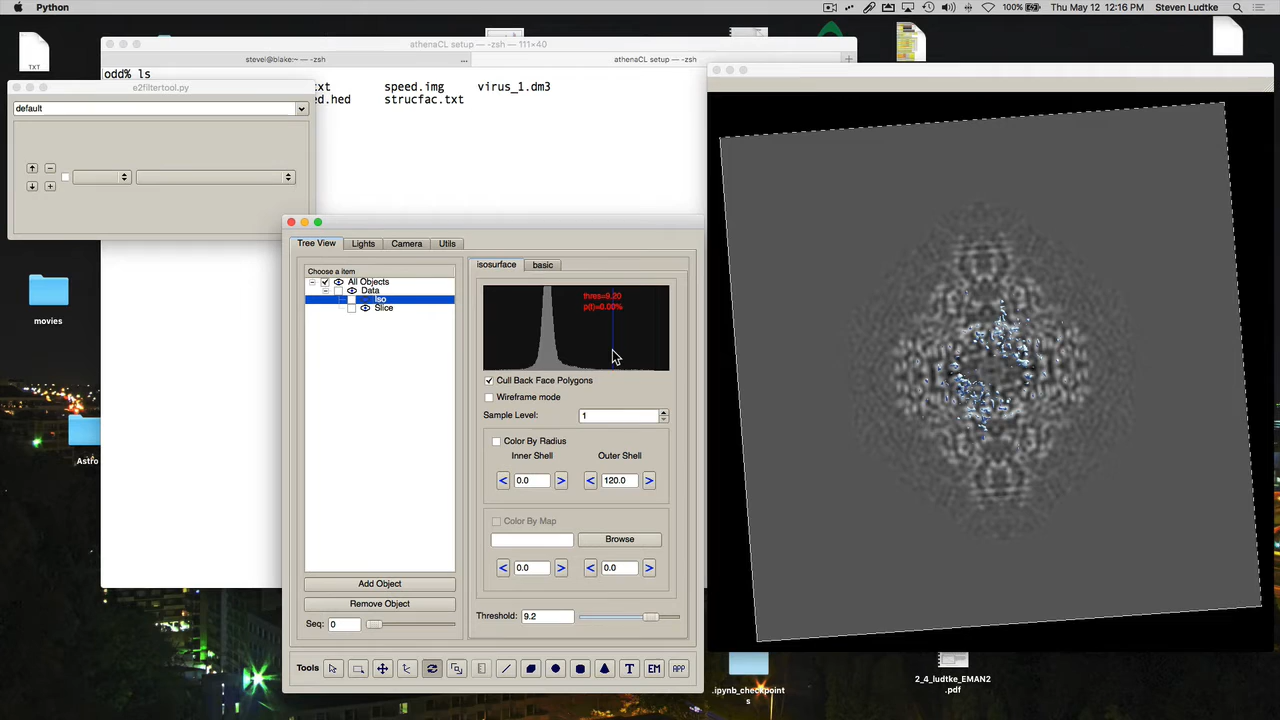 Python
100%
Thu May 12 12:16 PM Steven Ludtke
athenaCL setup — -zsh — 111×40
stevel@blake:~ — -zsh
...
athenaCL setup — -zsh
+
TXT
odd% ls
xt speed.img virus_1.dm3
ed.hed strucfac.txt
e2filtertool.py
default
movies
Astro
Tree View Lights Camera Utils
Choose a item
All Objects
Data
Iso
Slice
Add Object
Remove Object
Seq: 0
isosurface basic
thres=9.20
p(t)=0.00%
Cull Back Face Polygons
Wireframe mode
Sample Level: 1
Color By Radius
Inner Shell Outer Shell
< 0.0 > < 120.0 >
Color By Map
Browse
< 0.0 > < 0.0 >
Threshold: 9.2
Tools T EM APP
.ipynb_checkpoint
s
2_4_ludtke_EMAN2
.pdf